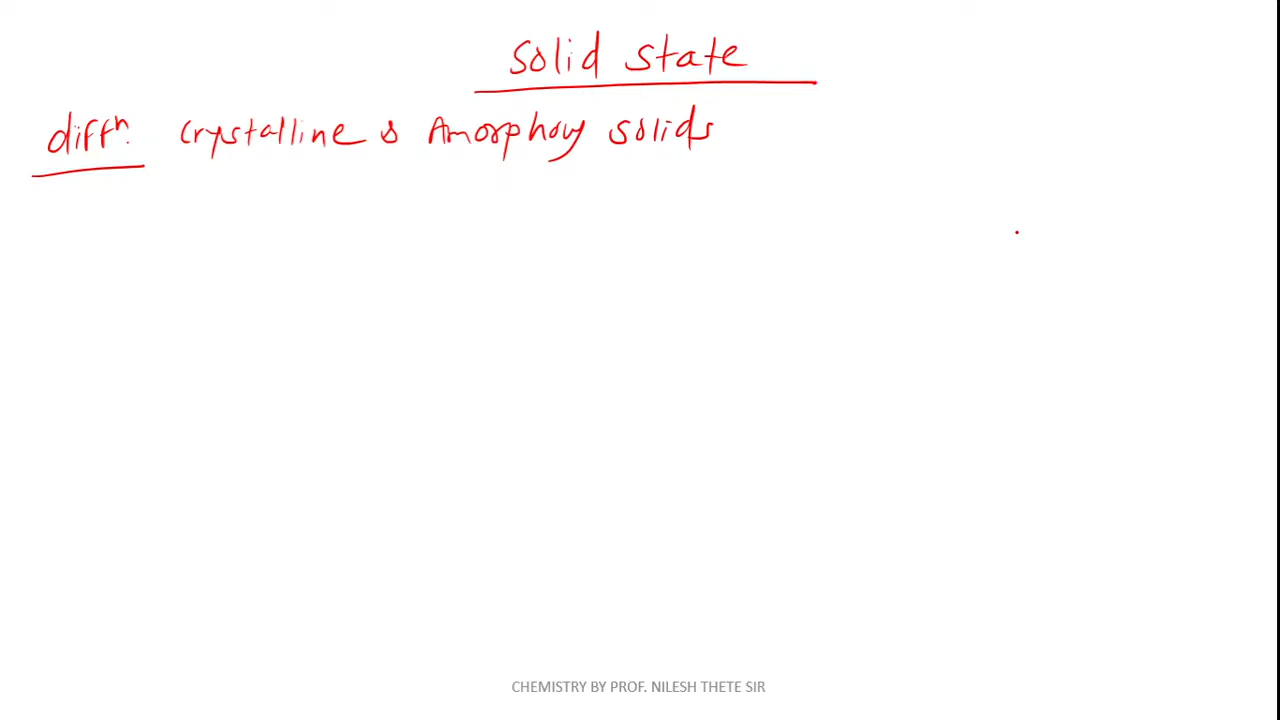 Solid state
diffn. Crystalline & Amorphous solids
CHEMISTRY BY PROF. NILESH THETE SIR